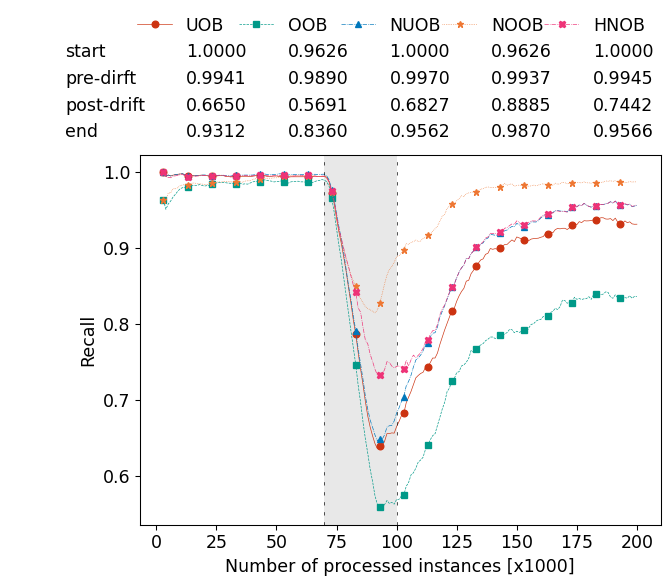 UOB OOB NUOB NOOB HNOB
start 1.0000 0.9626 1.0000 0.9626 1.0000
pre-dirft 0.9941 0.9890 0.9970 0.9937 0.9945
post-drift 0.6650 0.5691 0.6827 0.8885 0.7442
end 0.9312 0.8360 0.9562 0.9870 0.9566
1.0
0.9
0.8
0.7
0.6
Recall
0 25 50 75 100 125 150 175 200
Number of processed instances [x1000]